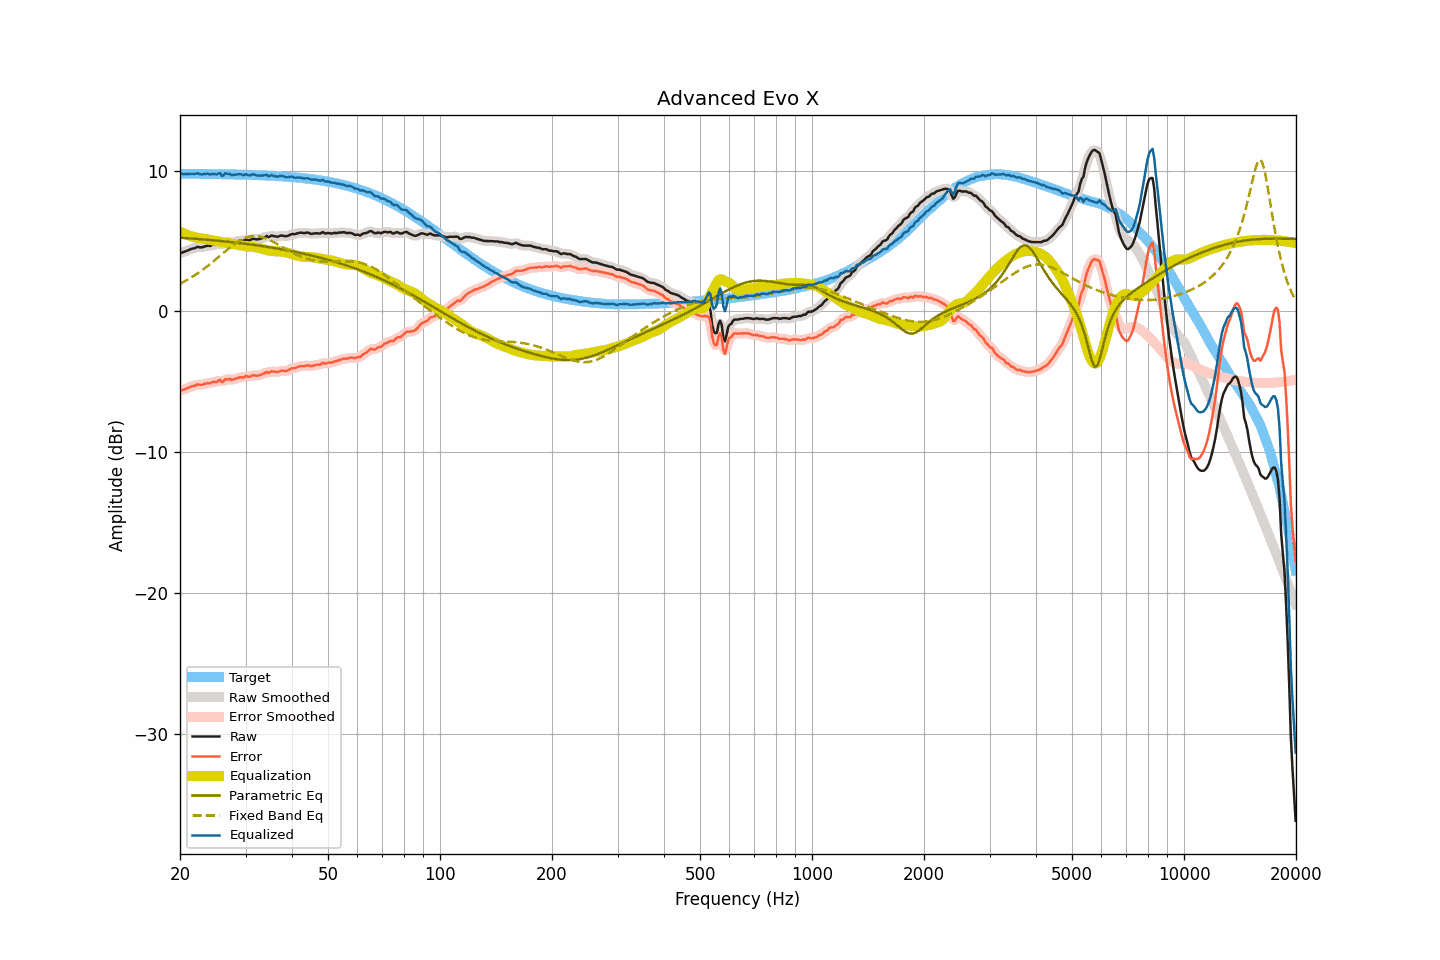 Advanced Evo X
10
0
−10
−20
−30
Amplitude (dBr)
Target
Raw Smoothed
Error Smoothed
Raw
Error
Equalization
Parametric Eq
Fixed Band Eq
Equalized
20 50 100 200 500 1000 2000 5000 10000 20000
Frequency (Hz)